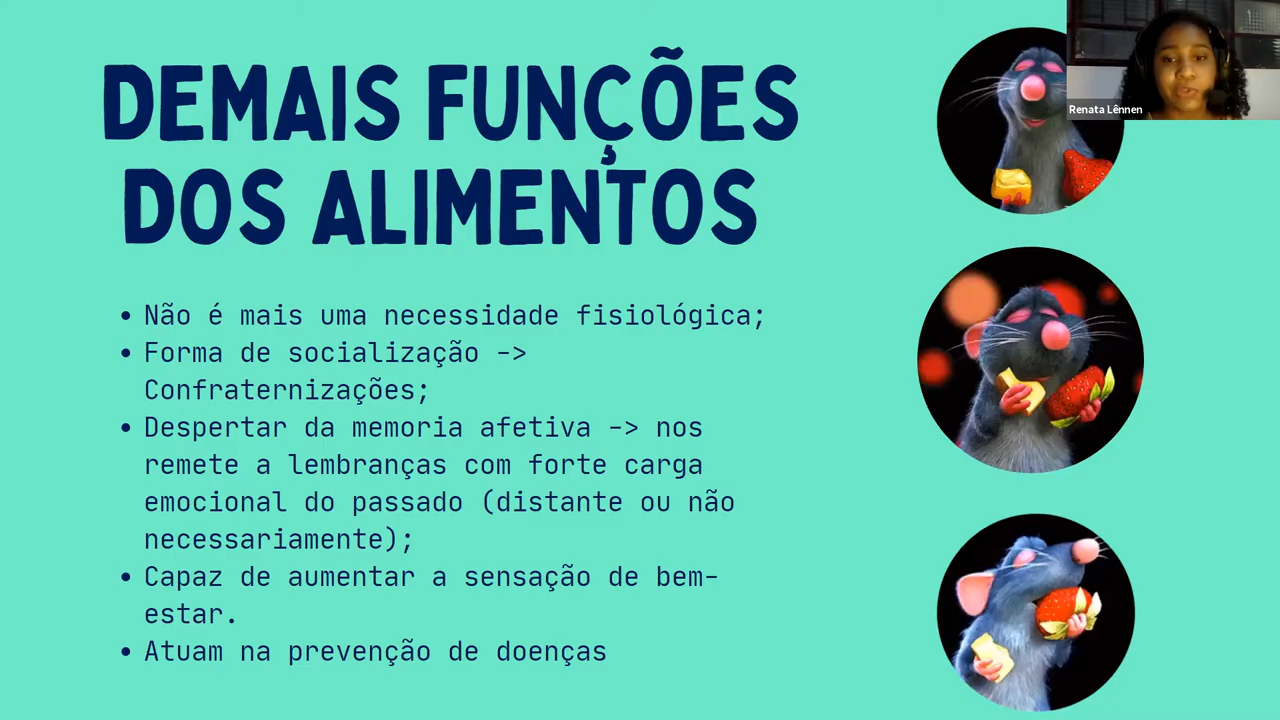 DEMAIS FUNÇÕES
DOS ALIMENTOS
• Não é mais uma necessidade fisiológica;
• Forma de socialização ->
Confraternizações;
• Despertar da memoria afetiva -> nos
remete a lembranças com forte carga
emocional do passado (distante ou não
necessariamente);
• Capaz de aumentar a sensação de bem-
estar.
• Atuam na prevenção de doenças
Renata Lênnen